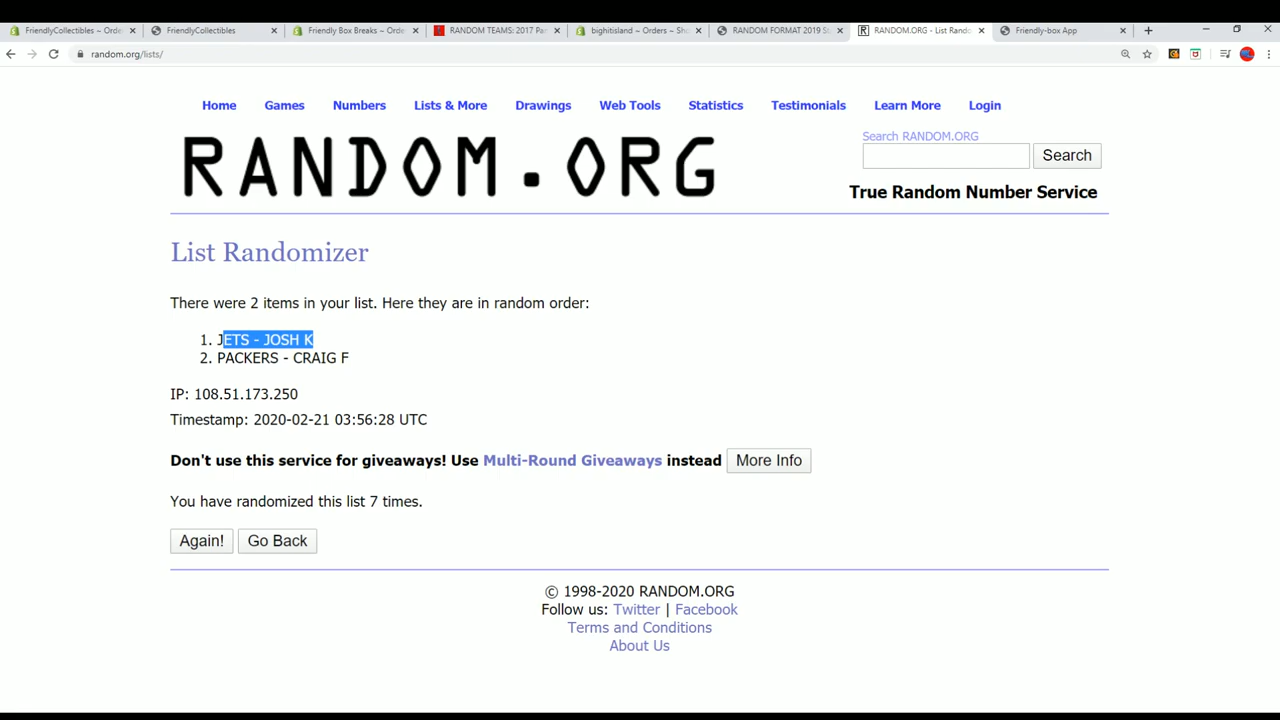 FriendlyCollectibles – Orde
FriendlyCollectibles
Friendly Box Breaks – Orde
RANDOM TEAMS: 2017 Pa
bighitisland – Orders – Sho
RANDOM FORMAT 2019 S
RANDOM.ORG - List Rando
Friendly-box App
random.org/lists/
Home Games Numbers Lists & More Drawings Web Tools Statistics Testimonials Learn More Login
RANDOM.ORG
Search RANDOM.ORG
Search
True Random Number Service
List Randomizer
There were 2 items in your list. Here they are in random order:
1. JETS - JOSH K
2. PACKERS - CRAIG F
IP: 108.51.173.250
Timestamp: 2020-02-21 03:56:28 UTC
Don't use this service for giveaways! Use Multi-Round Giveaways instead More Info
You have randomized this list 7 times.
Again! Go Back
© 1998-2020 RANDOM.ORG
Follow us: Twitter | Facebook
Terms and Conditions
About Us